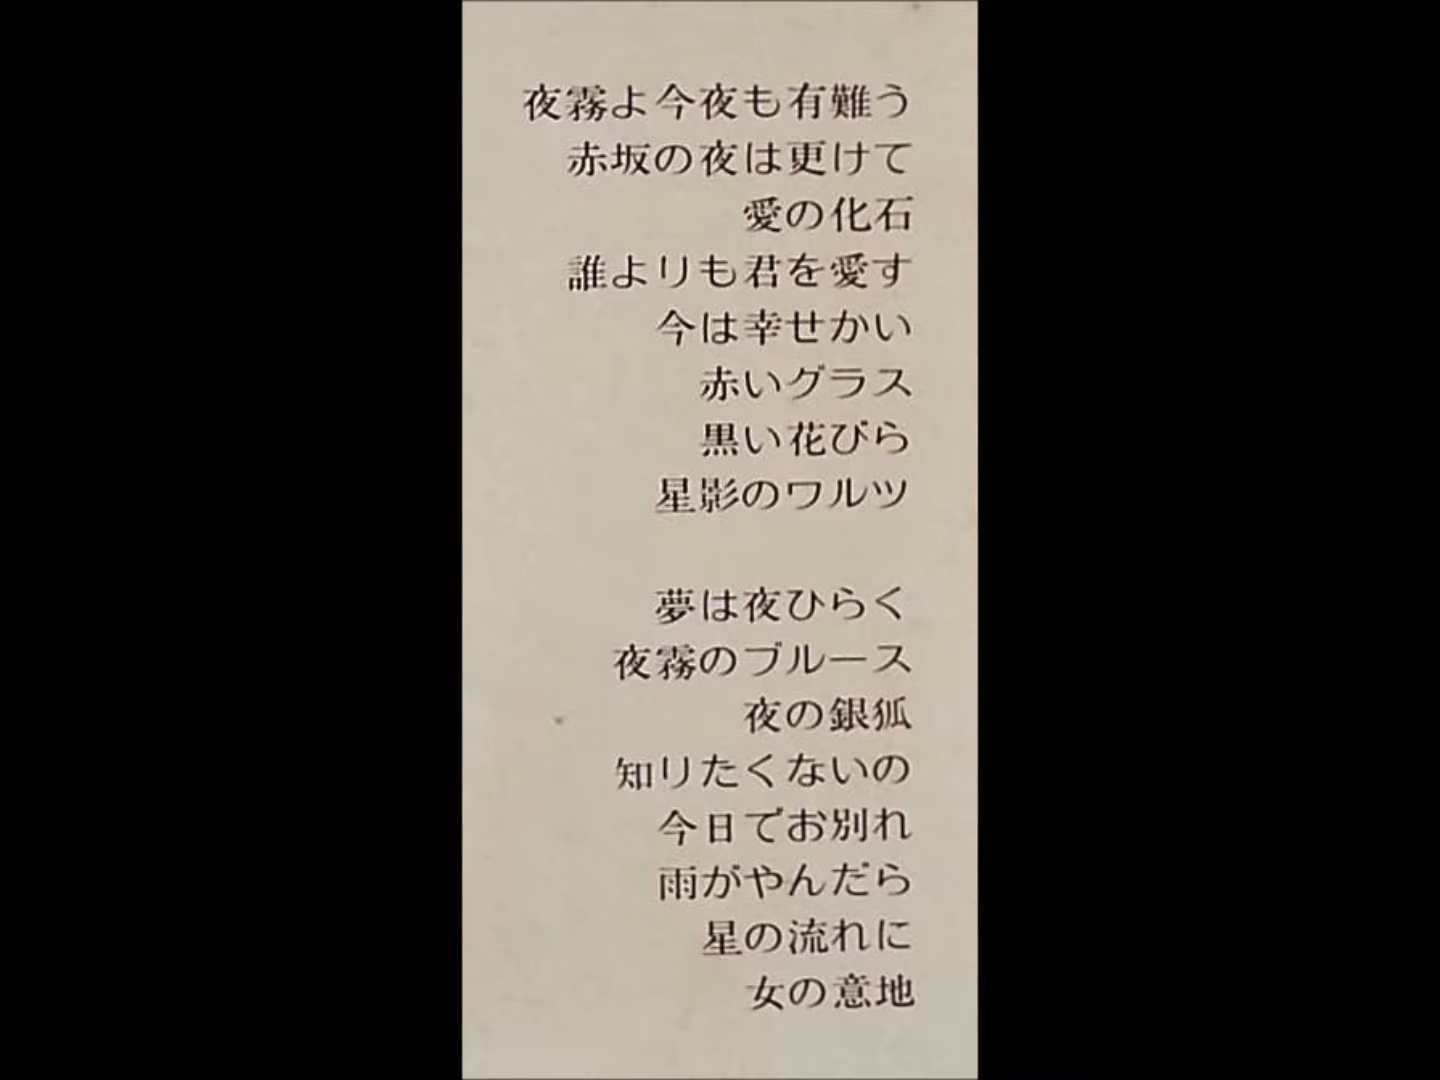 夜霧よ今夜も有難う
赤坂の夜は更けて
愛の化石
誰よりも君を愛す
今は幸せかい
赤いグラス
黒い花びら
星影のワルツ
夢は夜ひらく
夜霧のブルース
夜の銀狐
知りたくないの
今日でお別れ
雨がやんだら
星の流れに
女の意地